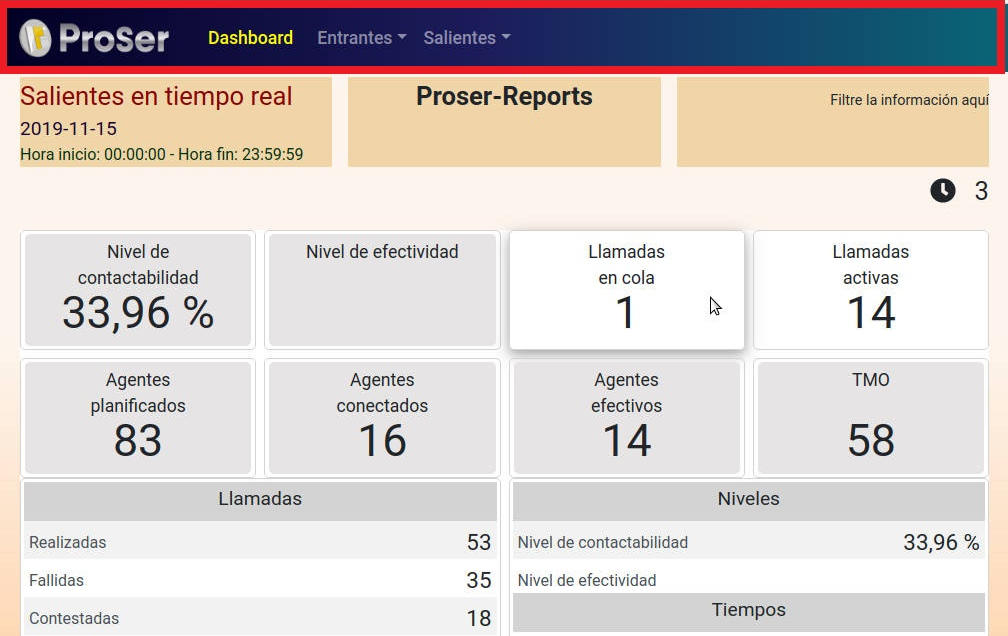 ProSer
Dashboard Entrantes Salientes
Salientes en tiempo real
2019-11-15
Hora inicio: 00:00:00 - Hora fin: 23:59:59
Proser-Reports
Filtre la información aquí
3
Nivel de
contactabilidad
33,96 %
Nivel de efectividad
Llamadas
en cola
1
Llamadas
activas
14
Agentes
planificados
83
Agentes
conectados
16
Agentes
efectivos
14
TMO
58
Llamadas
Realizadas 53
Fallidas 35
Contestadas 18
Niveles
Nivel de contactabilidad 33,96 %
Nivel de efectividad
Tiempos